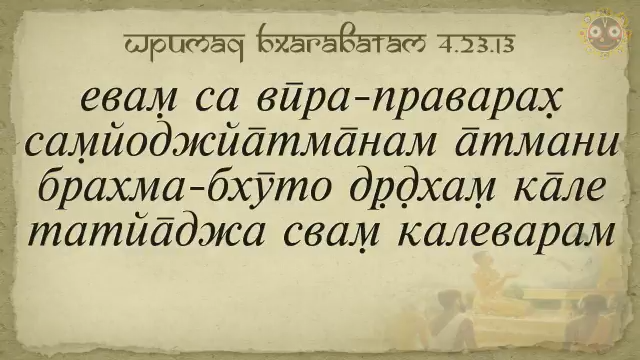 Шримад Бхагаватам 4.23.13
евам̣ са вӣра-праварах̣
сам̣йоджйа̄тма̄нам а̄тмани
брахма-бхӯто др̣д̣хам̣ ка̄ле
татйа̄джа свам̣ калеварам